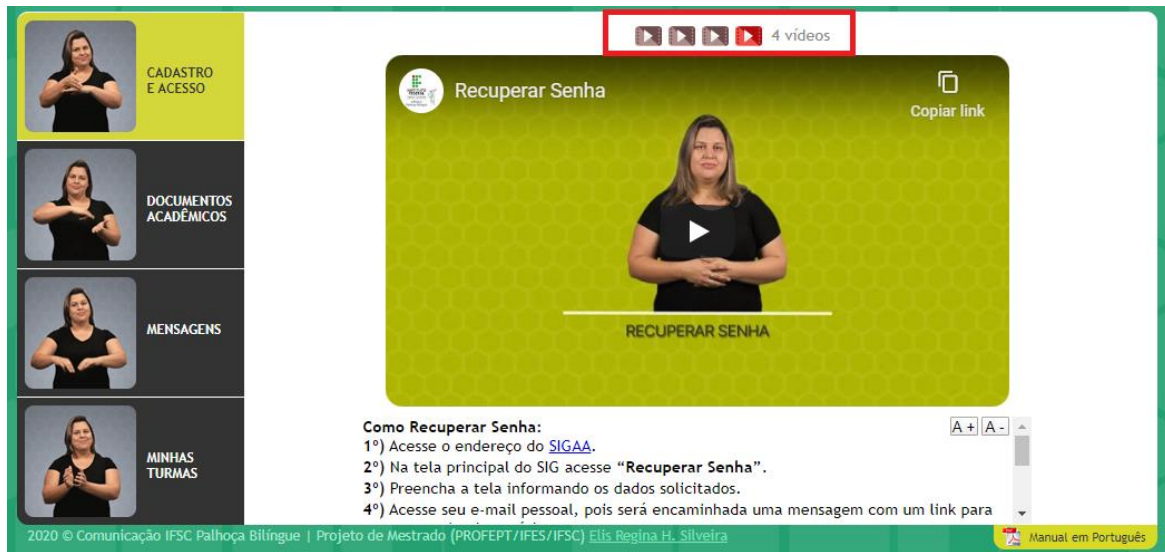 CADASTRO
E ACESSO
DOCUMENTOS
ACADÊMICOS
MENSAGENS
MINHAS
TURMAS
4 vídeos
Recuperar Senha
Copiar link
RECUPERAR SENHA
A + A -
Como Recuperar Senha:
1º) Acesse o endereço do SIGAA.
2º) Na tela principal do SIG acesse “Recuperar Senha”.
3º) Preencha a tela informando os dados solicitados.
4º) Acesse seu e-mail pessoal, pois será encaminhada uma mensagem com um link para
2020 © Comunicação IFSC Palhoça Bilíngue | Projeto de Mestrado (PROFEPT/IFES/IFSC) Elis Regina H. Silveira
Manual em Português